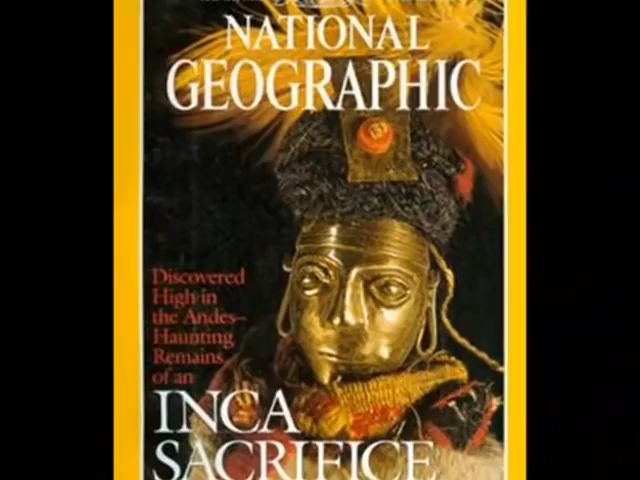 NATIONAL
GEOGRAPHIC
Discovered
High in
the Andes–
Haunting
Remains
of an
INCA
SACRIFICE